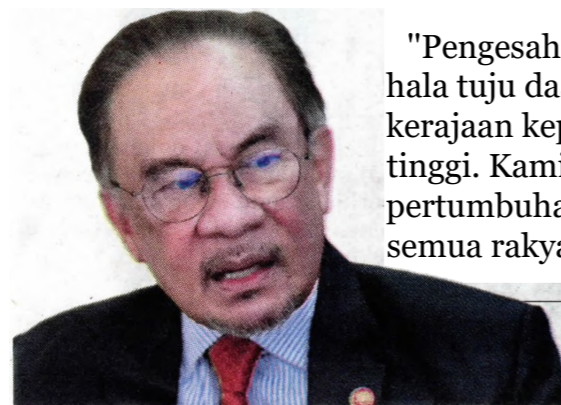 "Pengesah
hala tuju da
kerajaan kep
tinggi. Kami
pertumbuha
semua rakya